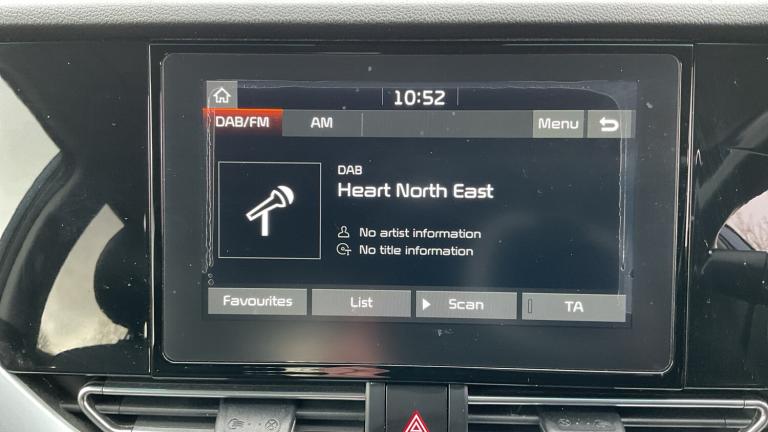 10:52
DAB/FM AM Menu
DAB
Heart North East
No artist information
No title information
Favourites List Scan TA